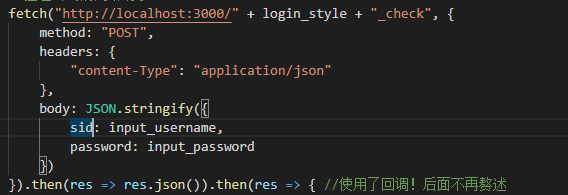 fetch("http://localhost:3000/" + login_style + "_check", {
method: "POST",
headers: {
"content-Type": "application/json"
},
body: JSON.stringify({
sid: input_username,
password: input_password
})
}).then(res => res.json()).then(res => { //使用了回调！后面不再赘述